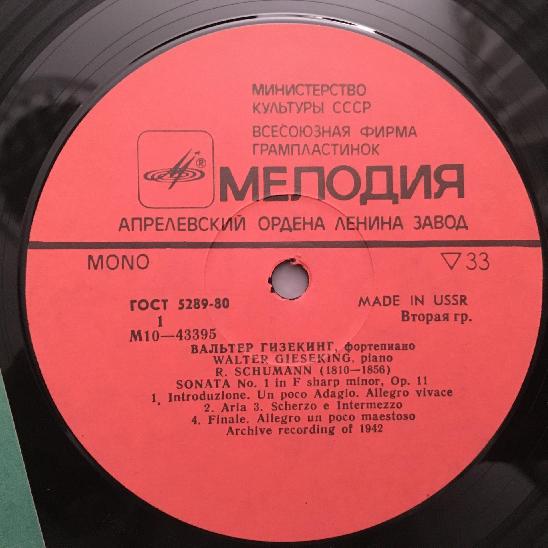 МИНИСТЕРСТВО
КУЛЬТУРЫ СССР
ВСЕСОЮЗНАЯ ФИРМА
ГРАМПЛАСТИНОК
® МЕЛОДИЯ
АПРЕЛЕВСКИЙ ОРДЕНА ЛЕНИНА ЗАВОД
MONO ▽33
ГОСТ 5289-80 MADE IN USSR
1 Вторая гр.
М10—43395
ВАЛЬТЕР ГИЗЕКИНГ, фортепиано
WALTER GIESEKING, piano
R. SCHUMANN (1810—1856)
SONATA No. 1 in F sharp minor, Op. 11
1. Introduzione. Un poco Adagio. Allegro vivace
2. Aria 3. Scherzo e Intermezzo
4. Finale. Allegro un poco maestoso
Archive recording of 1942